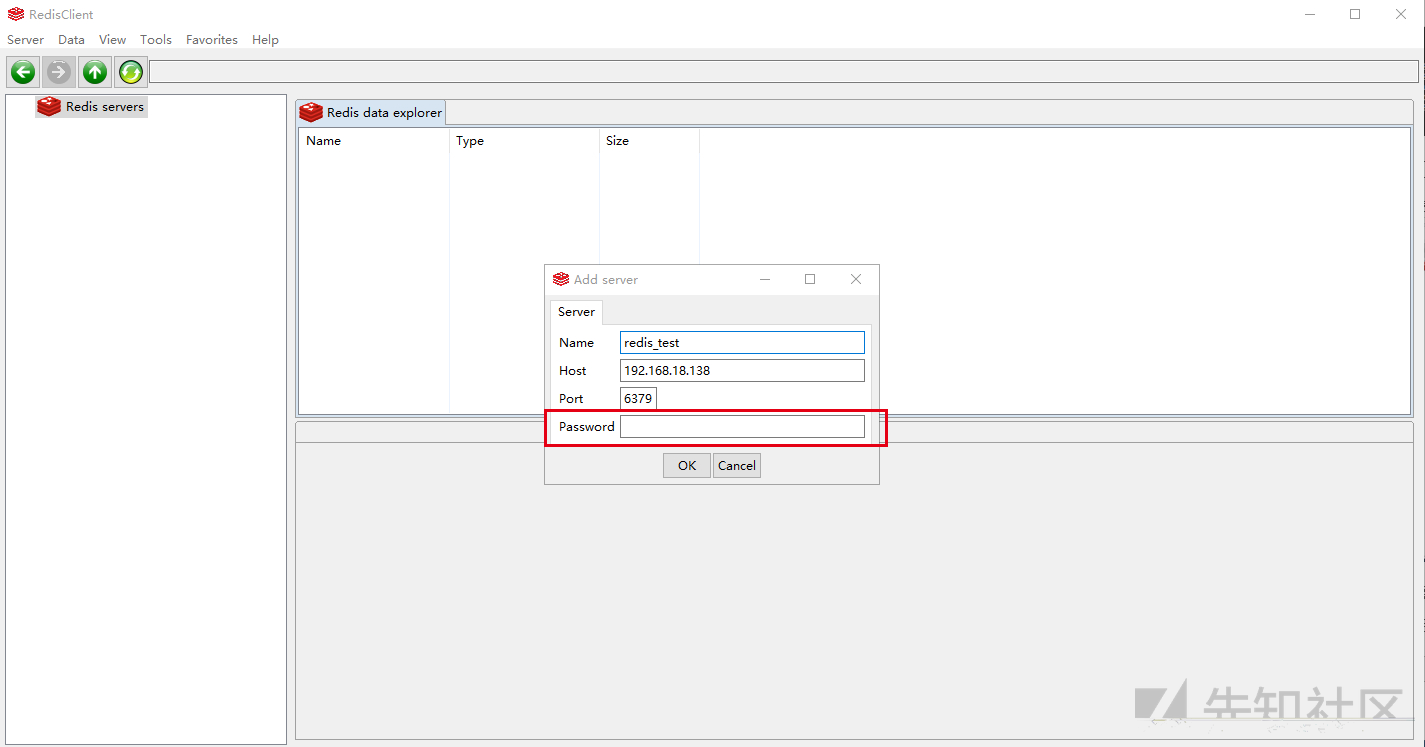 RedisClient
Server Data View Tools Favorites Help
Redis servers
Redis data explorer
Name Type Size
Add server
Server
Name redis_test
Host 192.168.18.138
Port 6379
Password
OK Cancel
先知社区